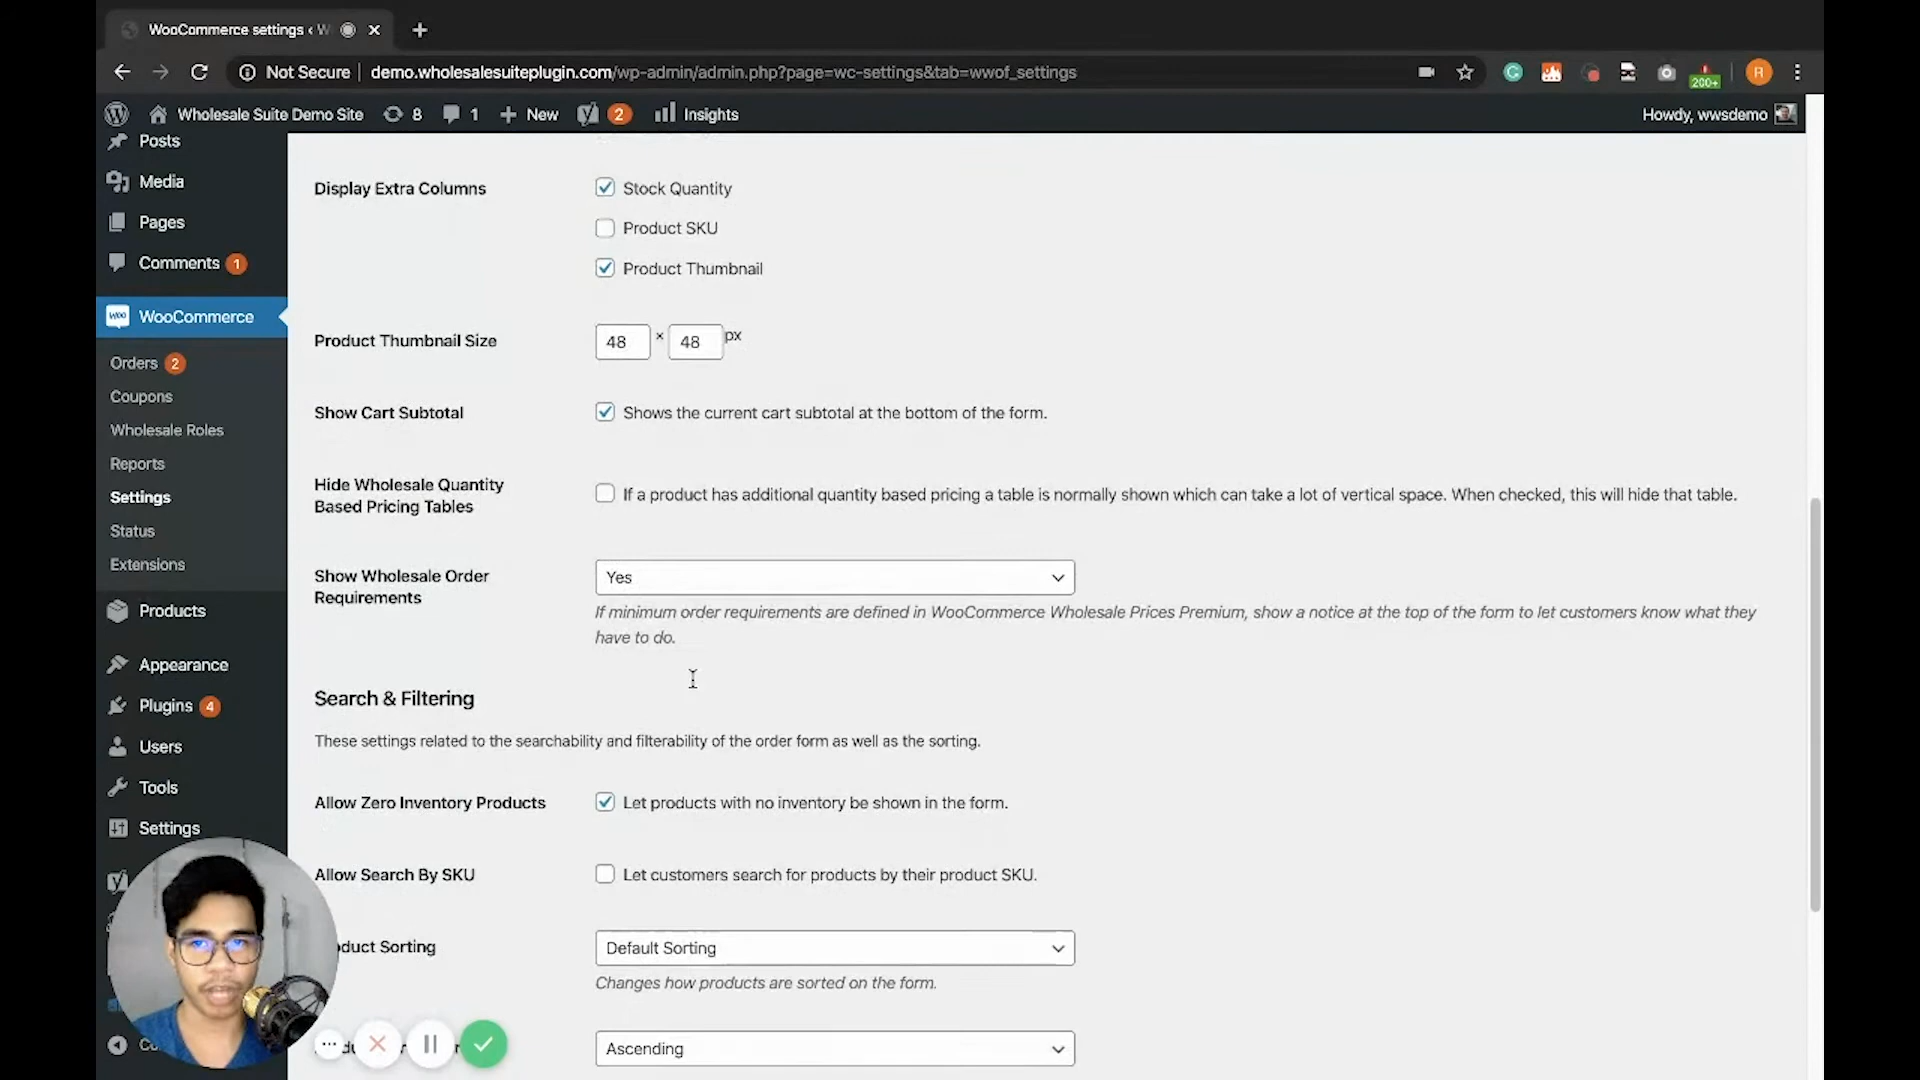 WooCommerce settings ‹ W
Not Secure
demo.wholesalesuiteplugin.com/wp-admin/admin.php?page=wc-settings&tab=wwof_settings
200+
R
Wholesale Suite Demo Site
8
1
New
2
Insights
Howdy, wwsdemo
Posts
Media
Pages
Comments 1
WooCommerce
Orders 2
Coupons
Wholesale Roles
Reports
Settings
Status
Extensions
Products
Appearance
Plugins 4
Users
Tools
Settings
Display Extra Columns
Stock Quantity
Product SKU
Product Thumbnail
Product Thumbnail Size
48 × 48 px
Show Cart Subtotal
Shows the current cart subtotal at the bottom of the form.
Hide Wholesale Quantity
Based Pricing Tables
If a product has additional quantity based pricing a table is normally shown which can take a lot of vertical space. When checked, this will hide that table.
Show Wholesale Order
Requirements
Yes
If minimum order requirements are defined in WooCommerce Wholesale Prices Premium, show a notice at the top of the form to let customers know what they
have to do.
Search & Filtering
These settings related to the searchability and filterability of the order form as well as the sorting.
Allow Zero Inventory Products
Let products with no inventory be shown in the form.
Allow Search By SKU
Let customers search for products by their product SKU.
duct Sorting
Default Sorting
Changes how products are sorted on the form.
Ascending